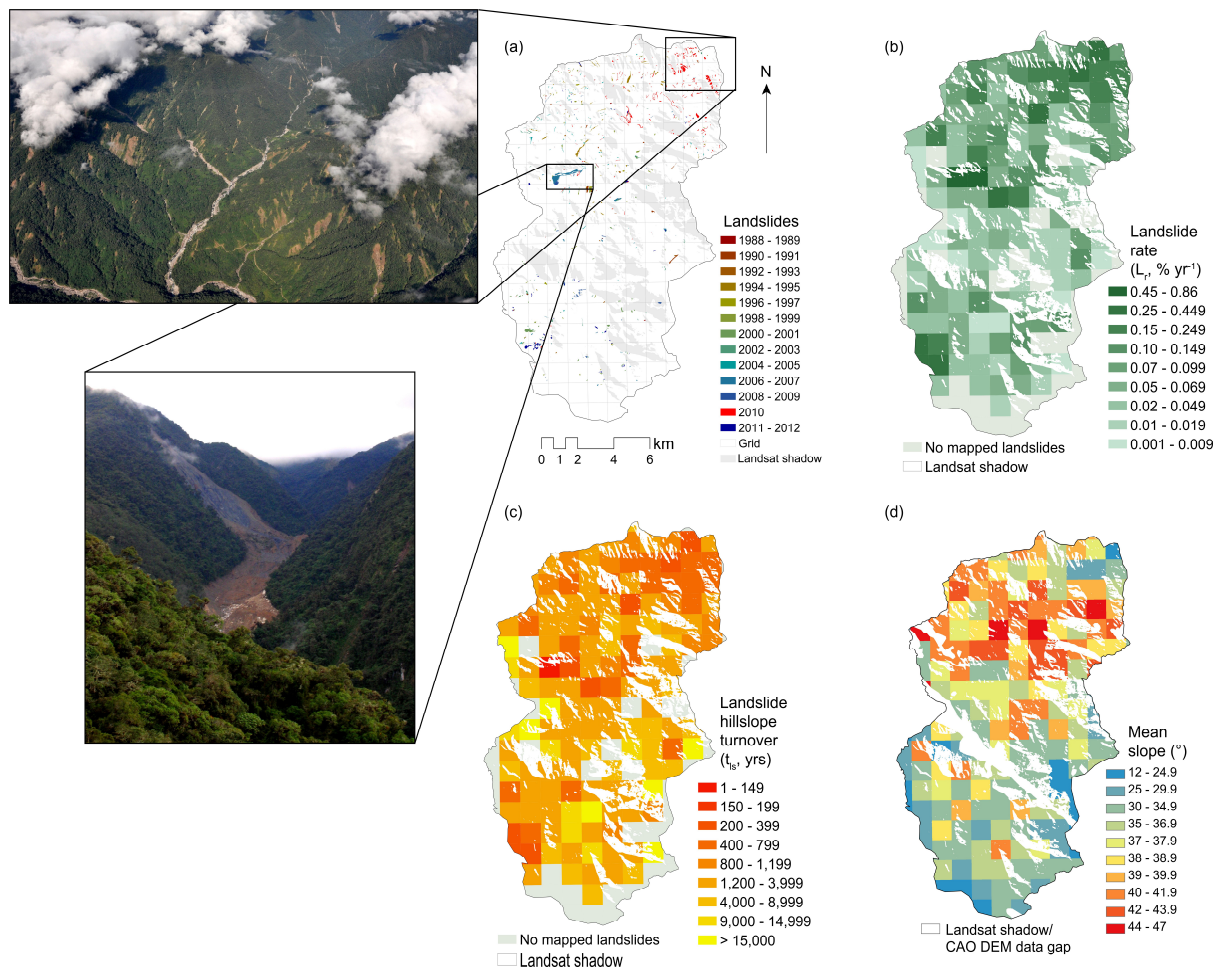 (a)
N
Landslides
1988 - 1989
1990 - 1991
1992 - 1993
1994 - 1995
1996 - 1997
1998 - 1999
2000 - 2001
2002 - 2003
2004 - 2005
2006 - 2007
2008 - 2009
2010
2011 - 2012
Grid
Landsat shadow
km
0 1 2 4 6
(b)
Landslide
rate
(Lr, % yr-1)
0.45 - 0.86
0.25 - 0.449
0.15 - 0.249
0.10 - 0.149
0.07 - 0.099
0.05 - 0.069
0.02 - 0.049
0.01 - 0.019
0.001 - 0.009
No mapped landslides
Landsat shadow
(c)
Landslide
hillslope
turnover
(tls, yrs)
1 - 149
150 - 199
200 - 399
400 - 799
800 - 1,199
1,200 - 3,999
4,000 - 8,999
9,000 - 14,999
> 15,000
No mapped landslides
Landsat shadow
(d)
Mean
slope (°)
12 - 24.9
25 - 29.9
30 - 34.9
35 - 36.9
37 - 37.9
38 - 38.9
39 - 39.9
40 - 41.9
42 - 43.9
44 - 47
Landsat shadow/
CAO DEM data gap